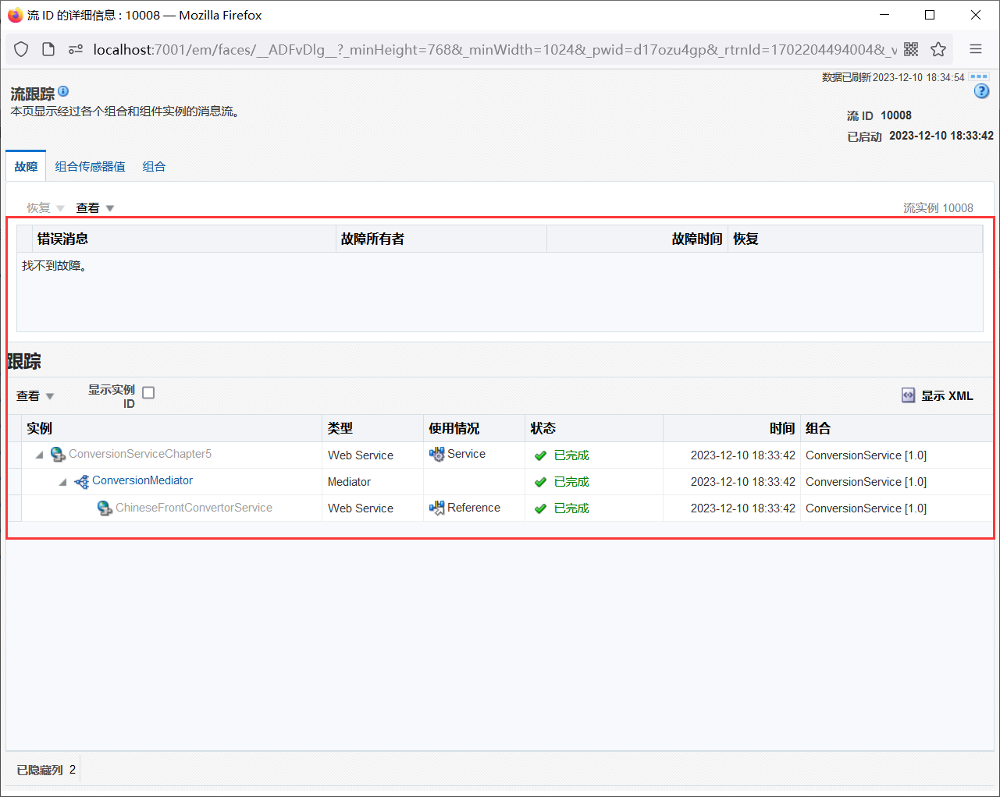 流 ID 的详细信息 : 10008 — Mozilla Firefox
localhost:7001/em/faces/__ADFvDlg__?_minHeight=768&_minWidth=1024&_pwid=d17ozu4gp&_rtrnId=1702204494004&_v
数据已刷新2023-12-10 18:34:54
流跟踪
本页显示经过各个组合和组件实例的消息流。
流 ID 10008
已启动 2023-12-10 18:33:42
故障 组合传感器值 组合
恢复 查看 流实例 10008
错误消息 故障所有者 故障时间 恢复
找不到故障。
跟踪
查看 显示实例 ID 显示 XML
实例 类型 使用情况 状态 时间 组合
ConversionServiceChapter5 Web Service Service 已完成 2023-12-10 18:33:42 ConversionService [1.0]
ConversionMediator Mediator 已完成 2023-12-10 18:33:42 ConversionService [1.0]
ChineseFrontConvertorService Web Service Reference 已完成 2023-12-10 18:33:42 ConversionService [1.0]
已隐藏列 2